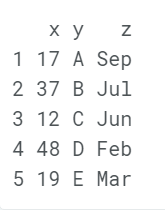 x y z
1 17 A Sep
2 37 B Jul
3 12 C Jun
4 48 D Feb
5 19 E Mar